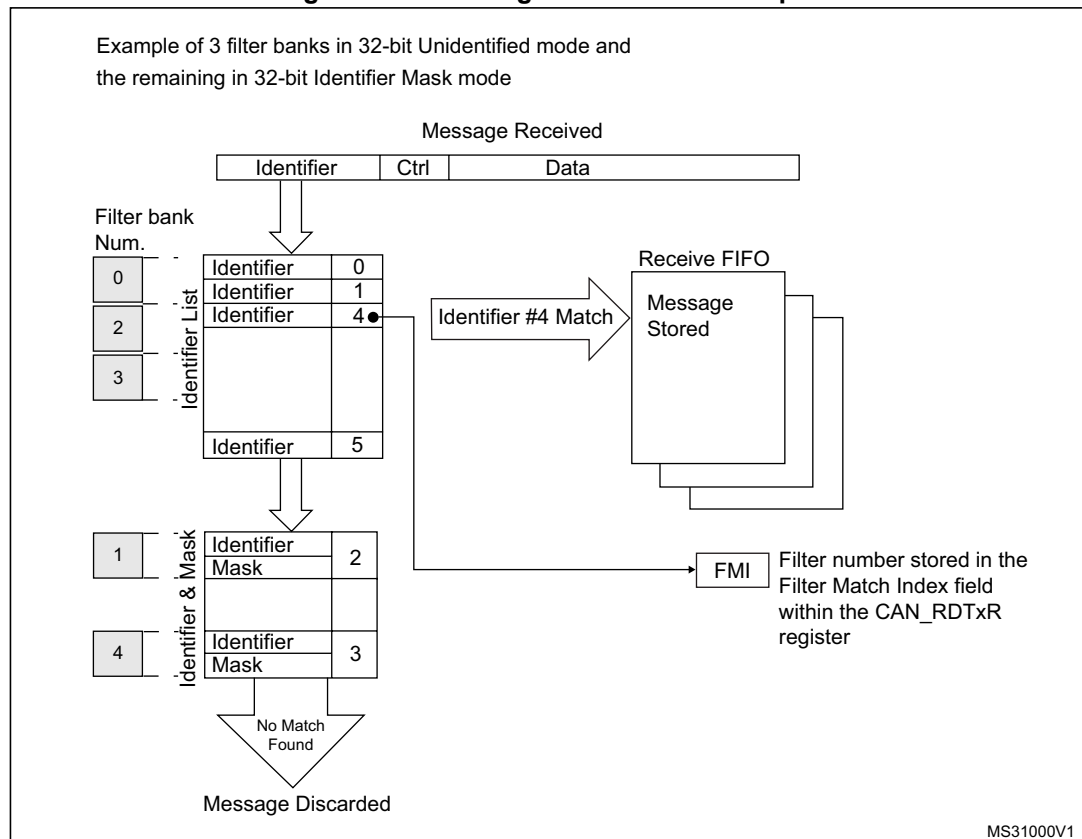 Example of 3 filter banks in 32-bit Unidentified mode and
the remaining in 32-bit Identifier Mask mode
Message Received
Identifier Ctrl Data
Filter bank
Num.
0
2
3
Identifier List
Identifier 0
Identifier 1
Identifier 4
Identifier 5
Identifier #4 Match
Receive FIFO
Message
Stored
1
4
Identifier & Mask
Identifier
Mask
2
Identifier
Mask
3
FMI
Filter number stored in the
Filter Match Index field
within the CAN_RDTxR
register
No Match
Found
Message Discarded
MS31000V1